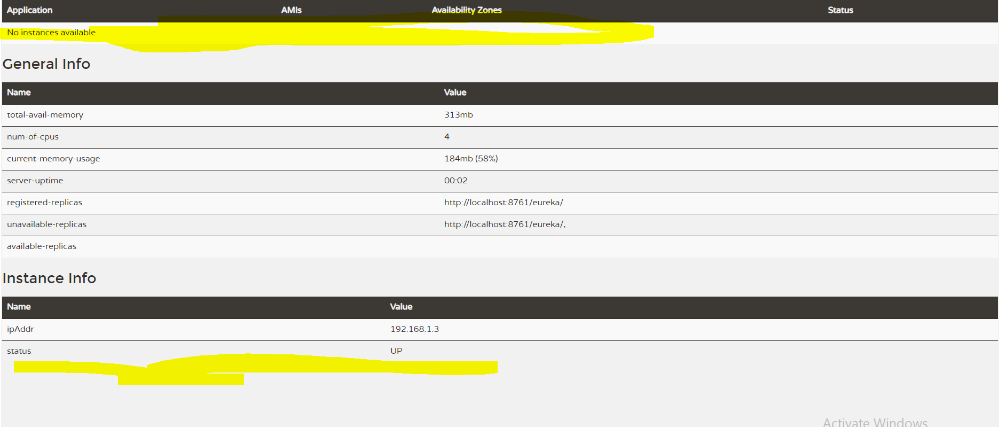 Application AMIs Availability Zones Status
No instances available
General Info
Name Value
total-avail-memory 313mb
num-of-cpus 4
current-memory-usage 184mb (58%)
server-uptime 00:02
registered-replicas http://localhost:8761/eureka/
unavailable-replicas http://localhost:8761/eureka/,
available-replicas
Instance Info
Name Value
ipAddr 192.168.1.3
status UP
Activate Windows